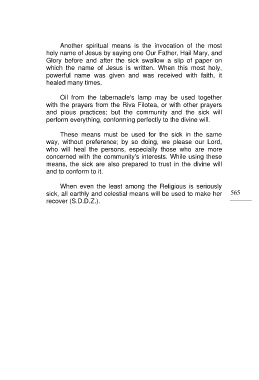 Another spiritual means is the invocation of the most
holy name of Jesus by saying one Our Father, Hail Mary, and
Glory before and after the sick swallow a slip of paper on
which the name of Jesus is written. When this most holy,
powerful name was given and was received with faith, it
healed many times.
Oil from the tabernacle's lamp may be used together
with the prayers from the Riva Filotea, or with other prayers
and pious practices; but the community and the sick will
perform everything, conforming perfectly to the divine will.
These means must be used for the sick in the same
way, without preference; by so doing, we please our Lord,
who will heal the persons, especially those who are more
concerned with the community's interests. While using these
means, the sick are also prepared to trust in the divine will
and to conform to it.
When even the least among the Religious is seriously
sick, all earthly and celestial means will be used to make her
recover (S.D.D.Z.).
565